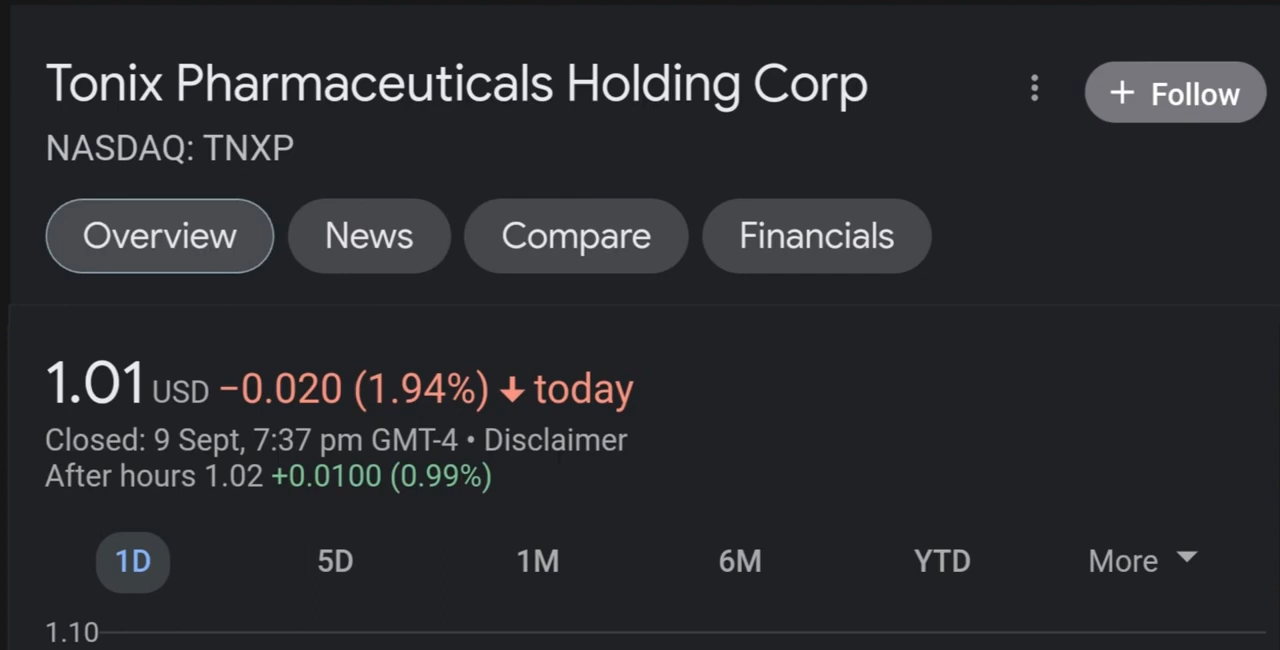 Tonix Pharmaceuticals Holding Corp
+ Follow
NASDAQ: TNXP
Overview News Compare Financials
1.01 USD −0.020 (1.94%) ↓ today
Closed: 9 Sept, 7:37 pm GMT-4 • Disclaimer
After hours 1.02 +0.0100 (0.99%)
1D 5D 1M 6M YTD More
1.10